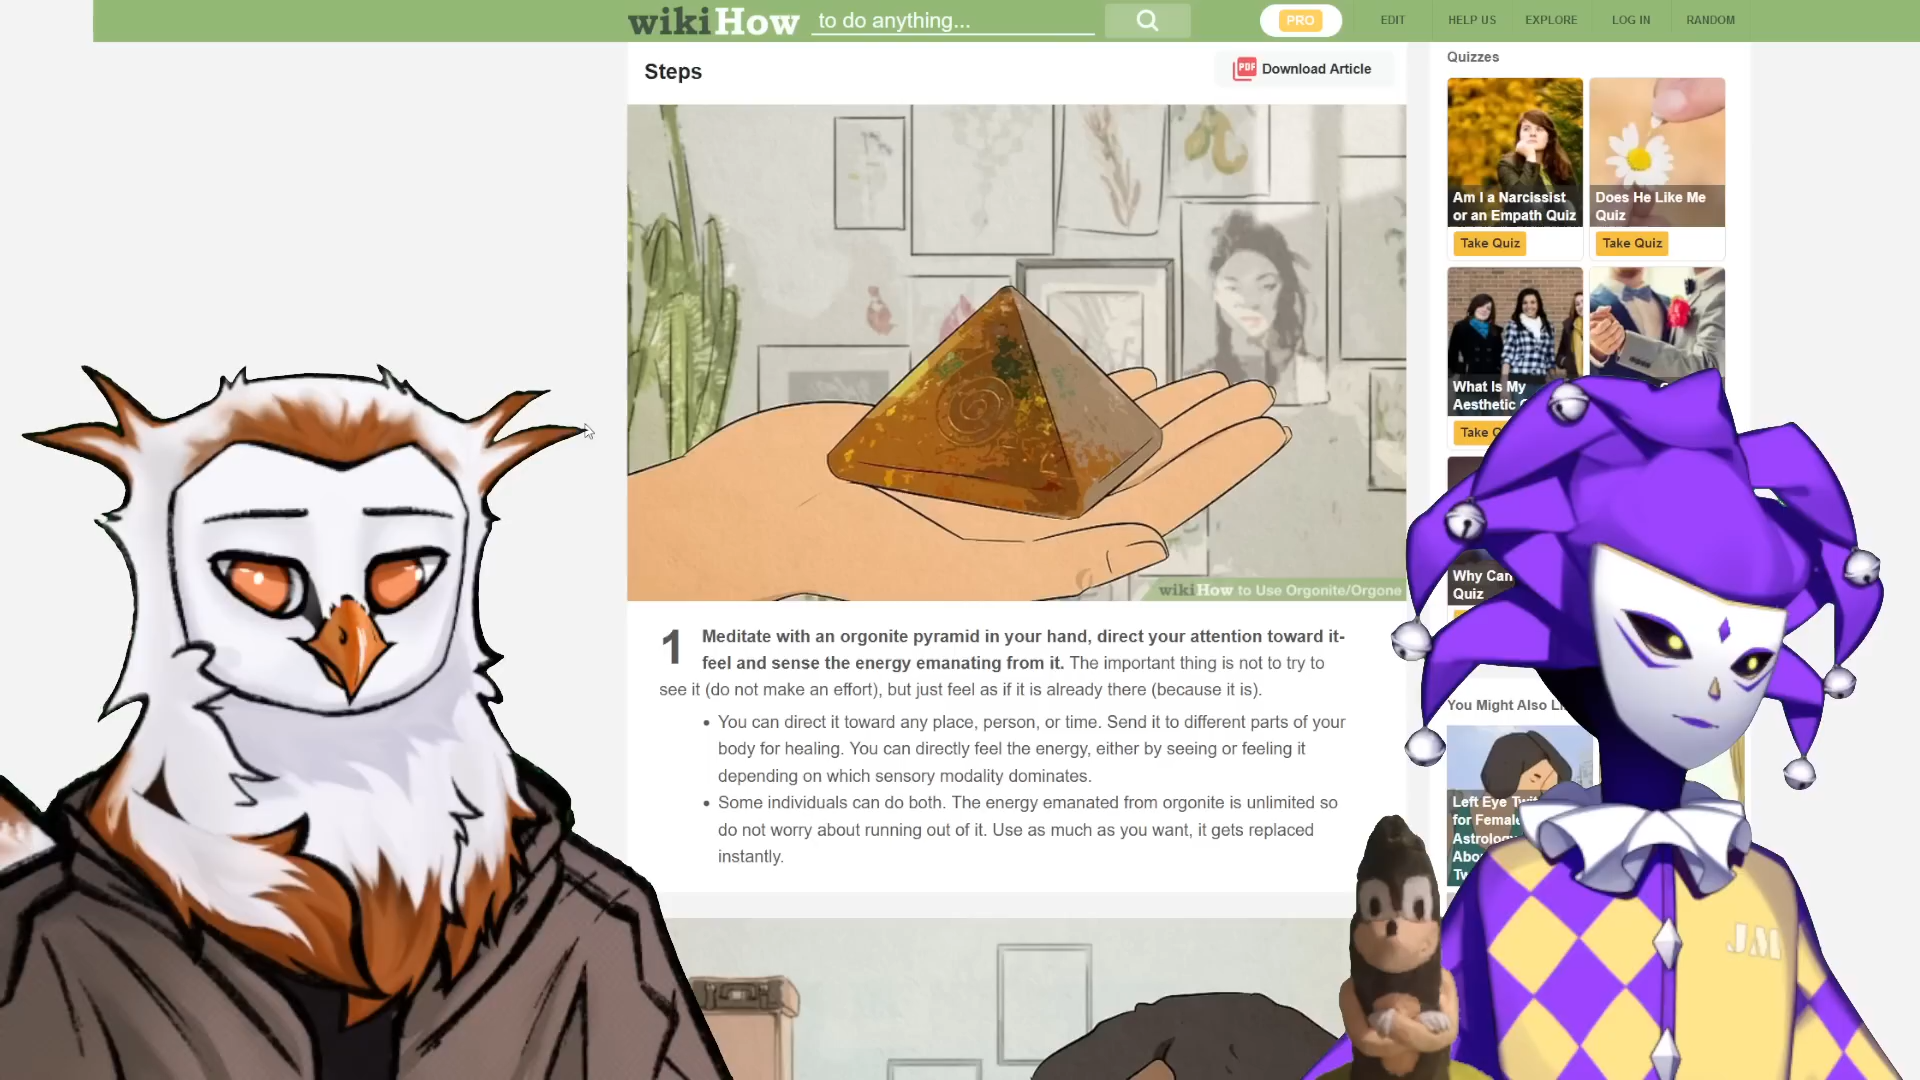 wikiHow to do anything...
PRO
EDIT
HELP US
EXPLORE
LOG IN
RANDOM
Steps
PDF Download Article
wikiHow to Use Orgonite/Orgone
1 Meditate with an orgonite pyramid in your hand, direct your attention toward it-
feel and sense the energy emanating from it. The important thing is not to try to
see it (do not make an effort), but just feel as if it is already there (because it is).
• You can direct it toward any place, person, or time. Send it to different parts of your
body for healing. You can directly feel the energy, either by seeing or feeling it
depending on which sensory modality dominates.
• Some individuals can do both. The energy emanated from orgonite is unlimited so
do not worry about running out of it. Use as much as you want, it gets replaced
instantly.
Quizzes
Am I a Narcissist
or an Empath Quiz
Take Quiz
Does He Like Me
Quiz
Take Quiz
What Is My
Aesthetic
Take
Why Can
Quiz
You Might Also
Left Eye
for
JM